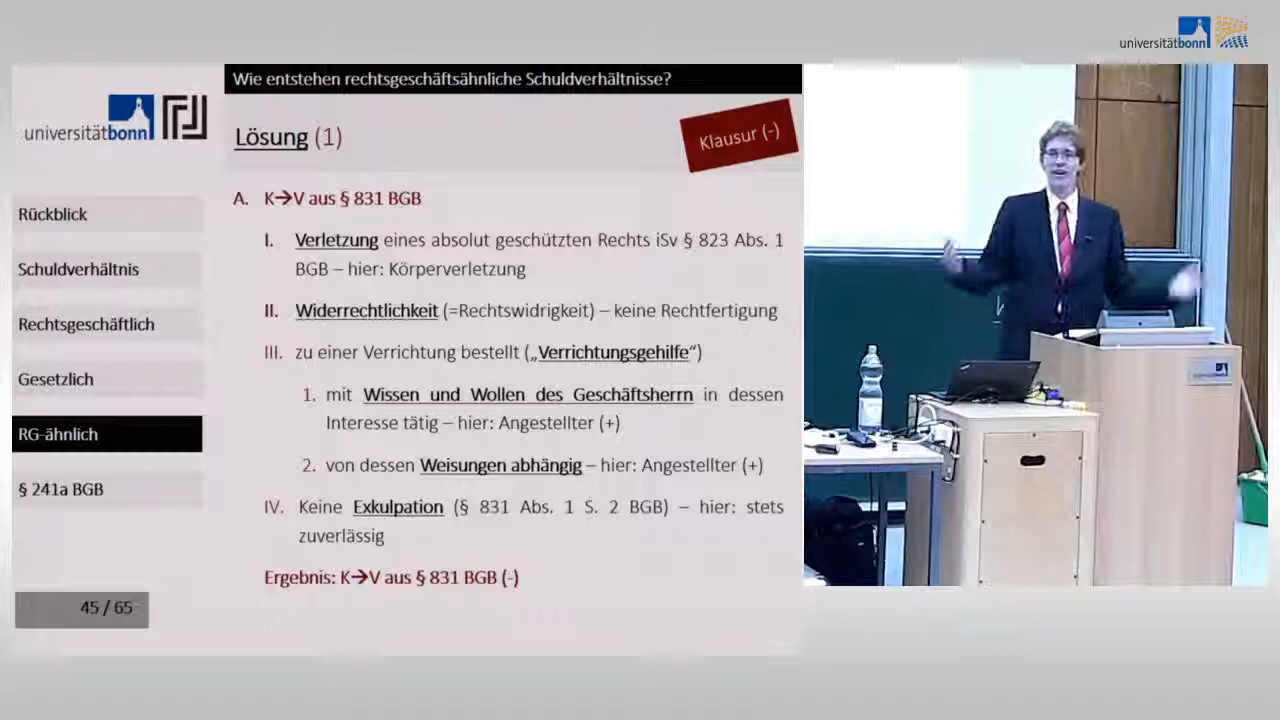 universitätbonn
Wie entstehen rechtsgeschäftsähnliche Schuldverhältnisse?
universitätbonn
Lösung (1)
Klausur (-)
Rückblick
Schuldverhältnis
Rechtsgeschäftlich
Gesetzlich
RG-ähnlich
§ 241a BGB
45 / 65
A. K→V aus § 831 BGB
I. Verletzung eines absolut geschützten Rechts iSv § 823 Abs. 1
BGB – hier: Körperverletzung
II. Widerrechtlichkeit (=Rechtswidrigkeit) – keine Rechtfertigung
III. zu einer Verrichtung bestellt („Verrichtungsgehilfe“)
1. mit Wissen und Wollen des Geschäftsherrn in dessen
Interesse tätig – hier: Angestellter (+)
2. von dessen Weisungen abhängig – hier: Angestellter (+)
IV. Keine Exkulpation (§ 831 Abs. 1 S. 2 BGB) – hier: stets
zuverlässig
Ergebnis: K→V aus § 831 BGB (-)